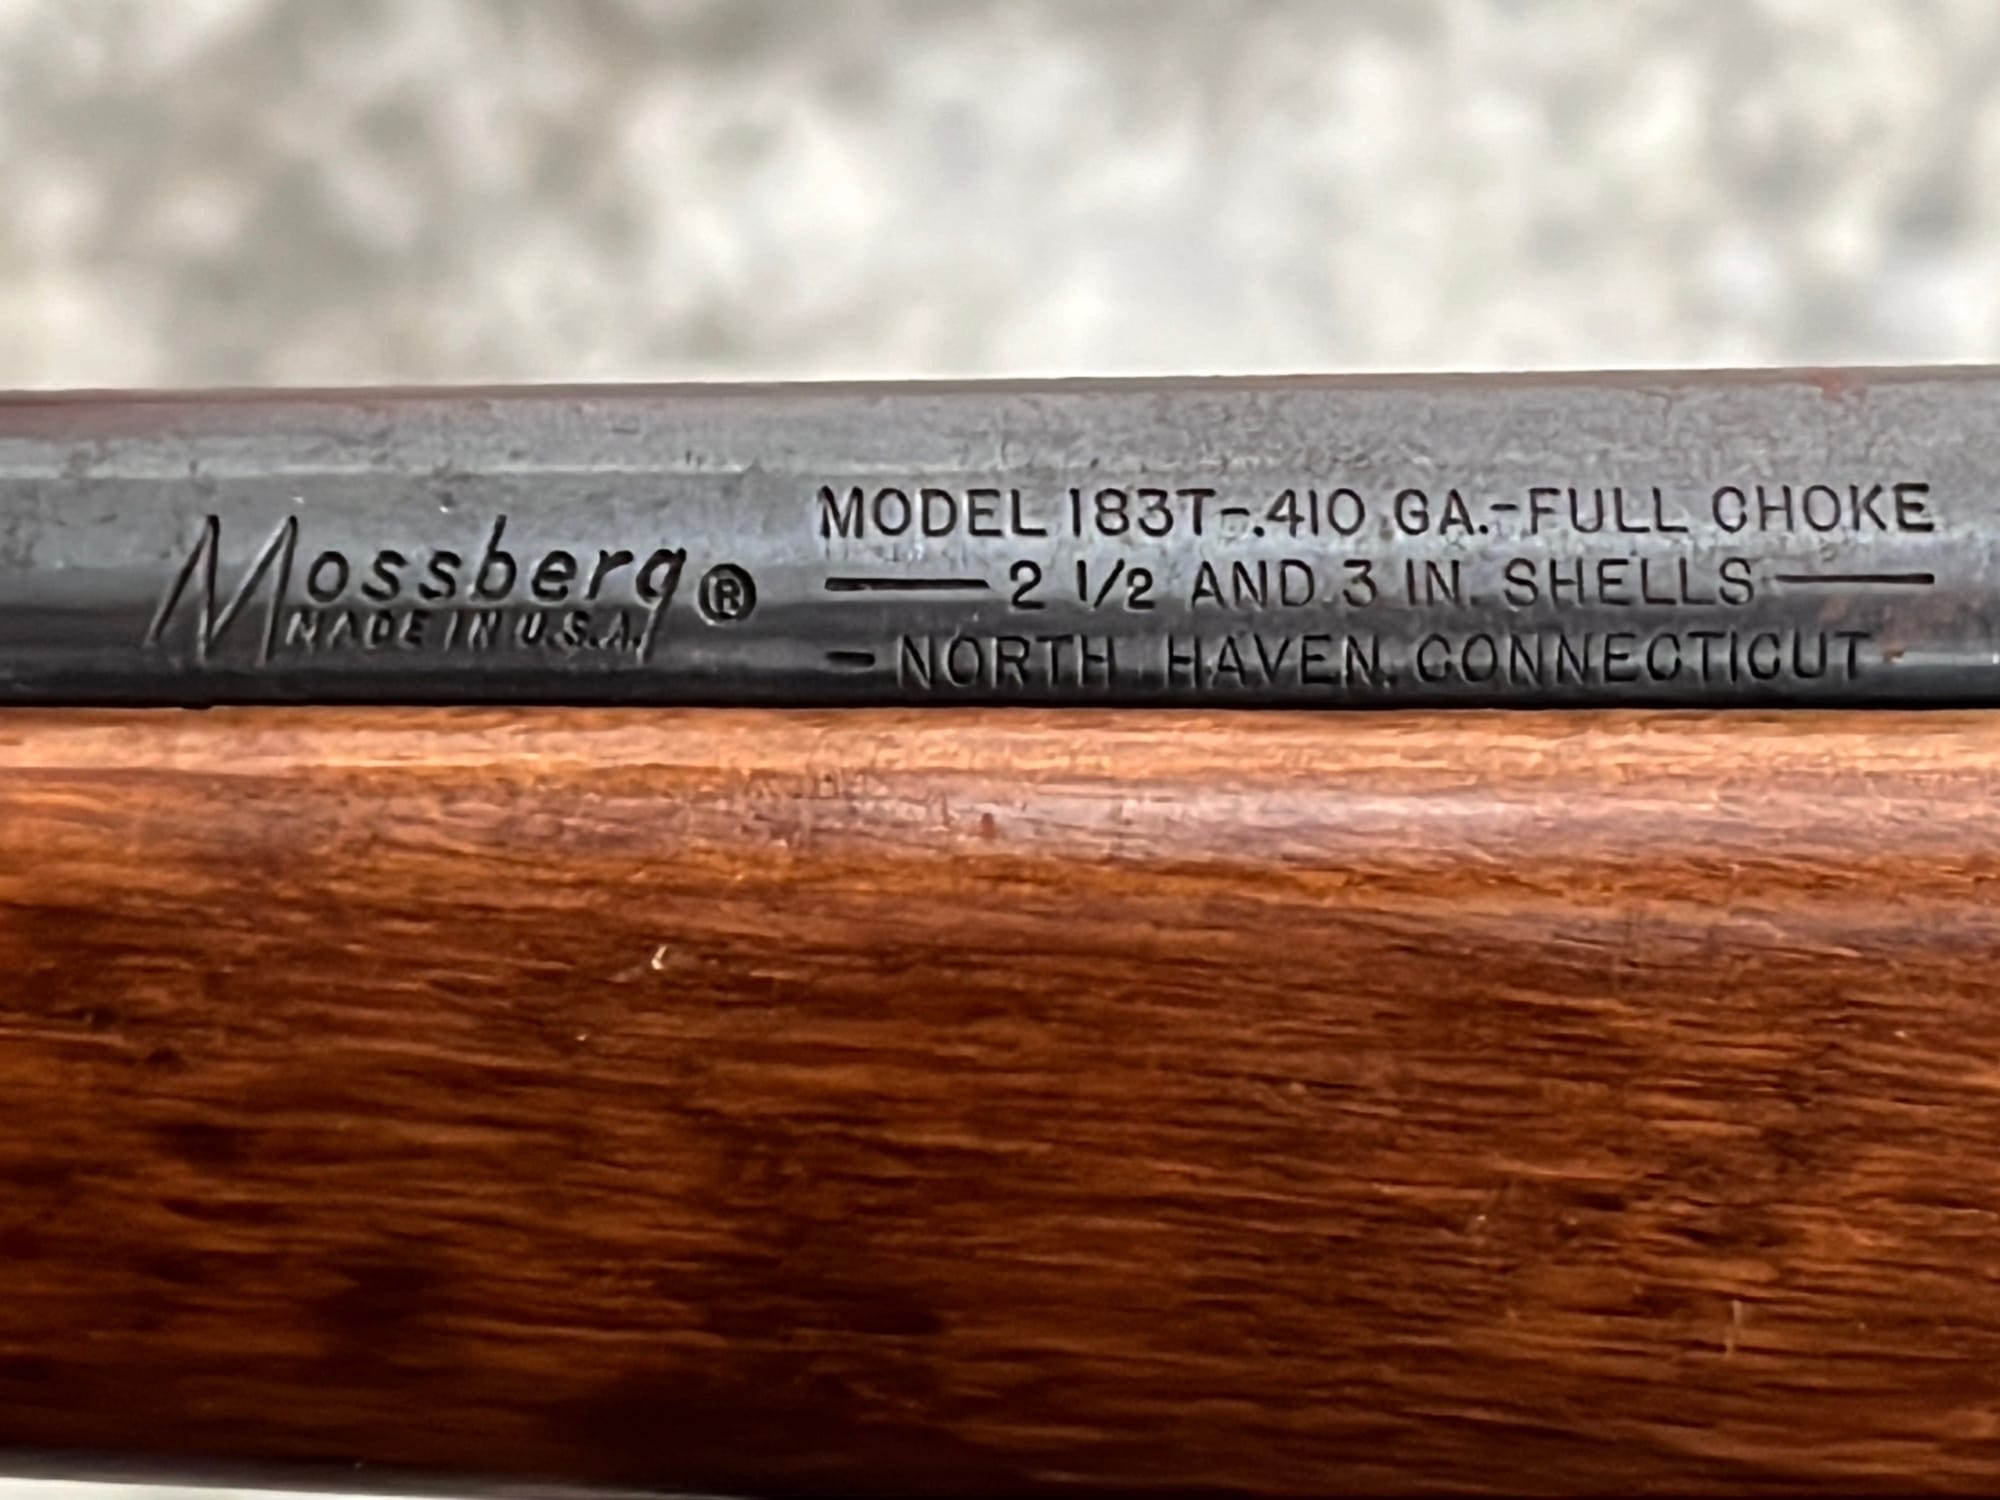 Mossberg®
MADE IN U.S.A.
MODEL 183T-.410 GA.-FULL CHOKE
2 1/2 AND 3 IN. SHELLS
NORTH HAVEN, CONNECTICUT